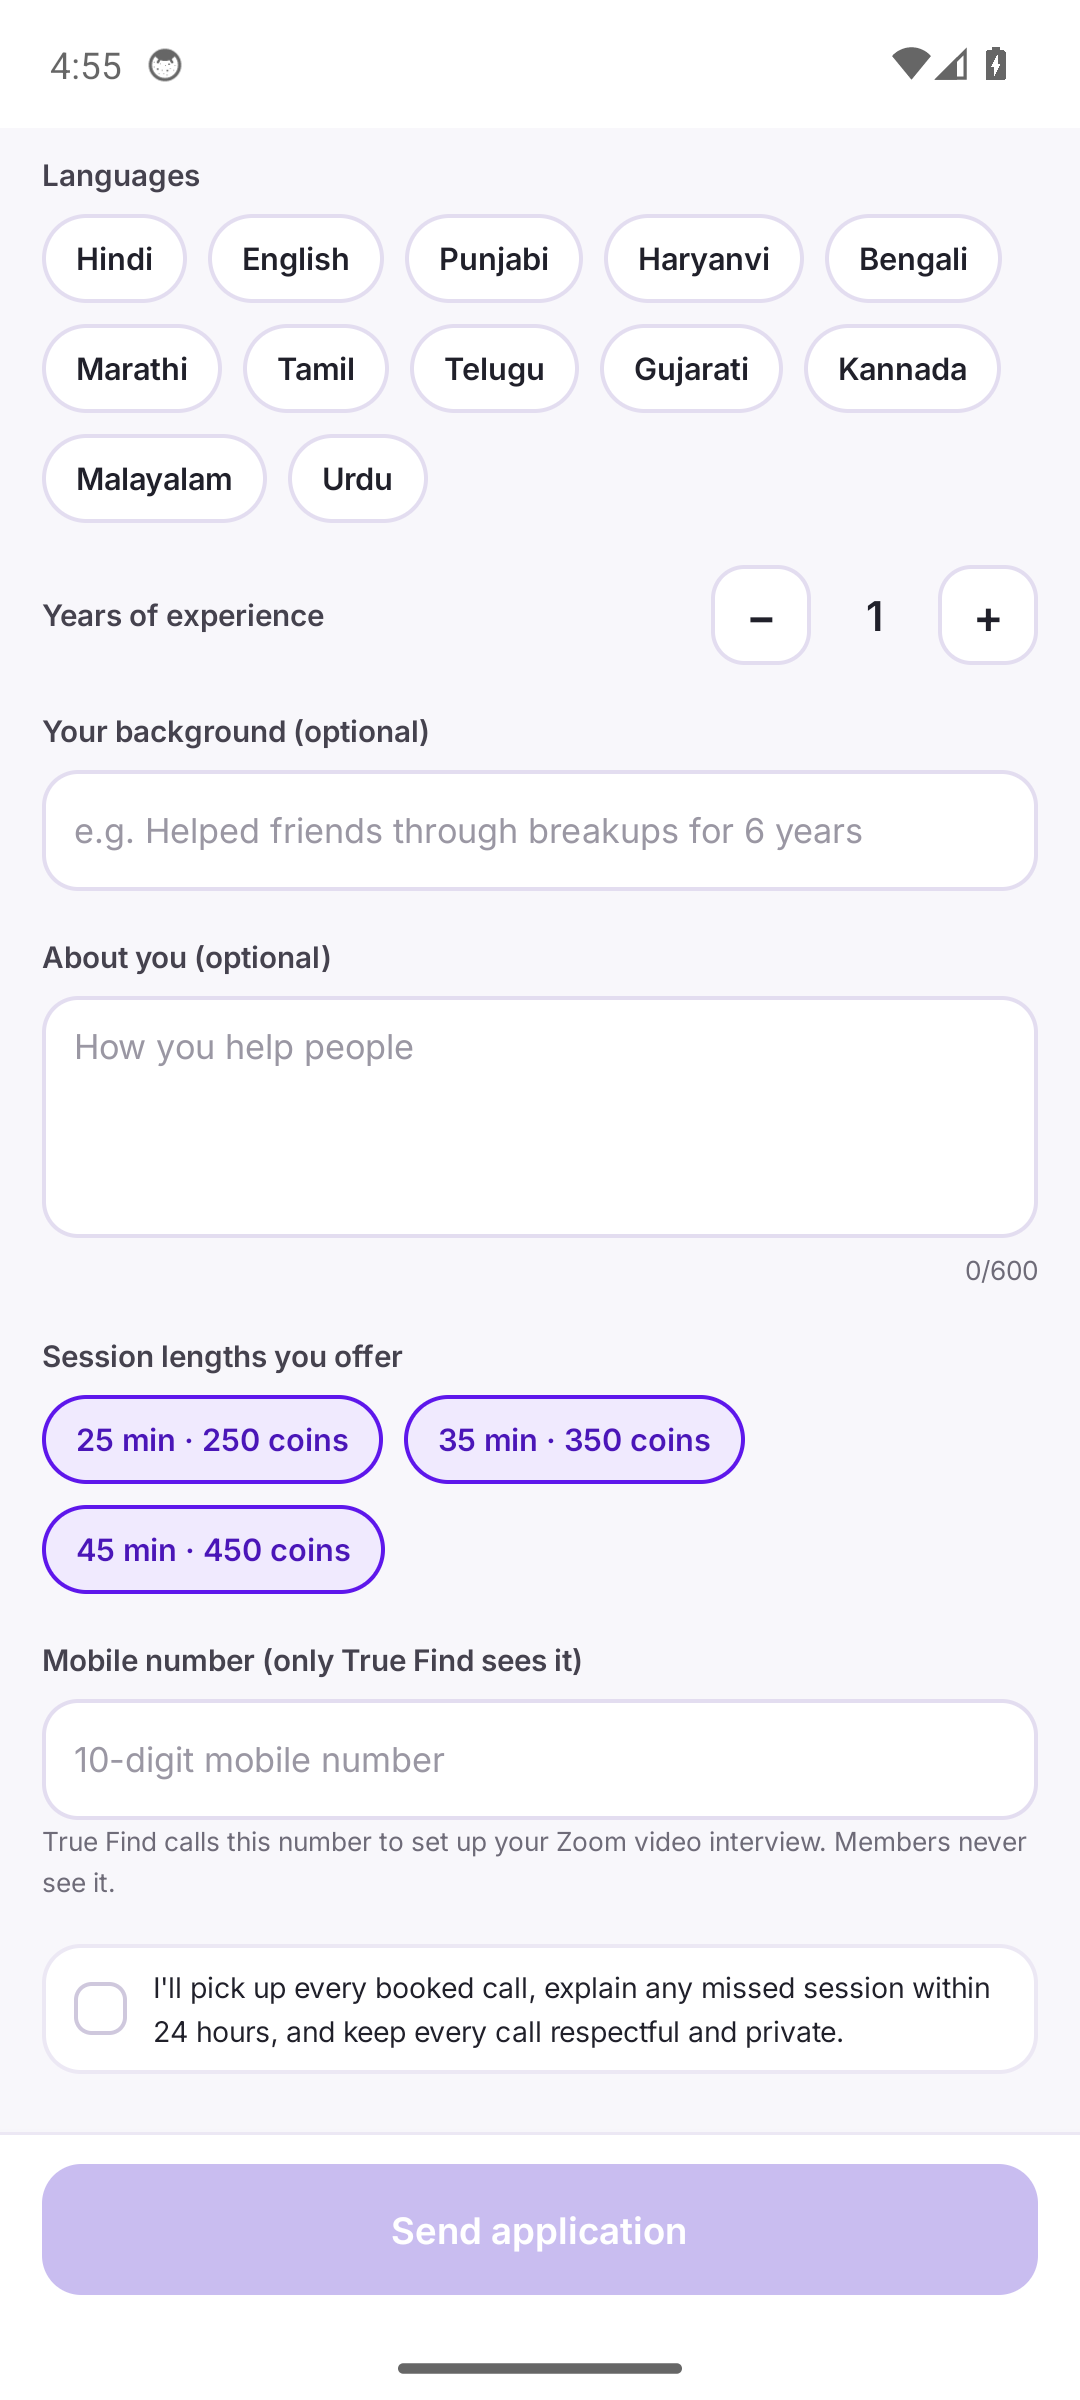 4:55
Languages
Hindi English Punjabi Haryanvi Bengali
Marathi Tamil Telugu Gujarati Kannada
Malayalam Urdu
Years of experience − 1 +
Your background (optional)
e.g. Helped friends through breakups for 6 years
About you (optional)
How you help people
0/600
Session lengths you offer
25 min · 250 coins 35 min · 350 coins
45 min · 450 coins
Mobile number (only True Find sees it)
10-digit mobile number
True Find calls this number to set up your Zoom video interview. Members never
see it.
I'll pick up every booked call, explain any missed session within
24 hours, and keep every call respectful and private.
Send application